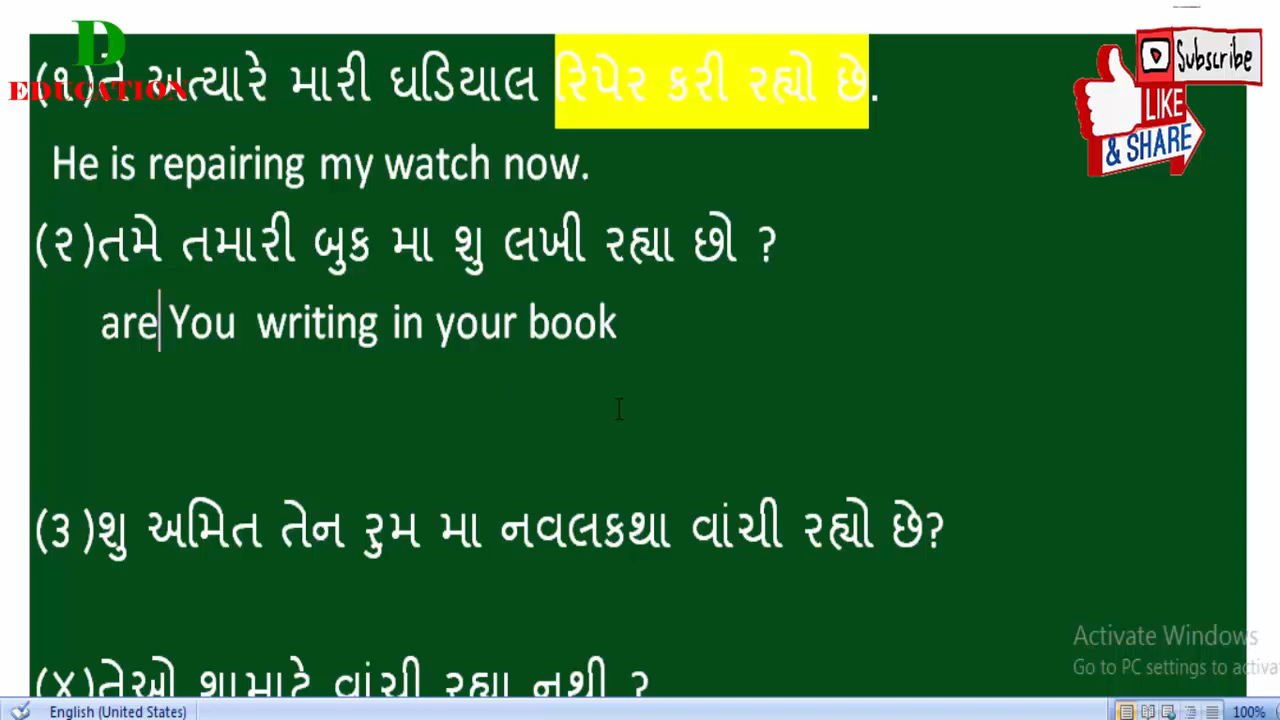 D
EDUCATION
(૧)તે અત્યારે મારી ઘડિયાલ રિપેર કરી રહ્યો છે.
Subscribe
LIKE
& SHARE
He is repairing my watch now.
(૨)તમે તમારી બુક મા શુ લખી રહ્યા છો ?
are You writing in your book
(૩)શુ અમિત તેન રુમ મા નવલકથા વાંચી રહ્યો છે?
Activate Windows
Go to PC settings to activa
(૪)તેઓ શામાટે વાંચી રહ્યા નથી ?
English (United States)
100%